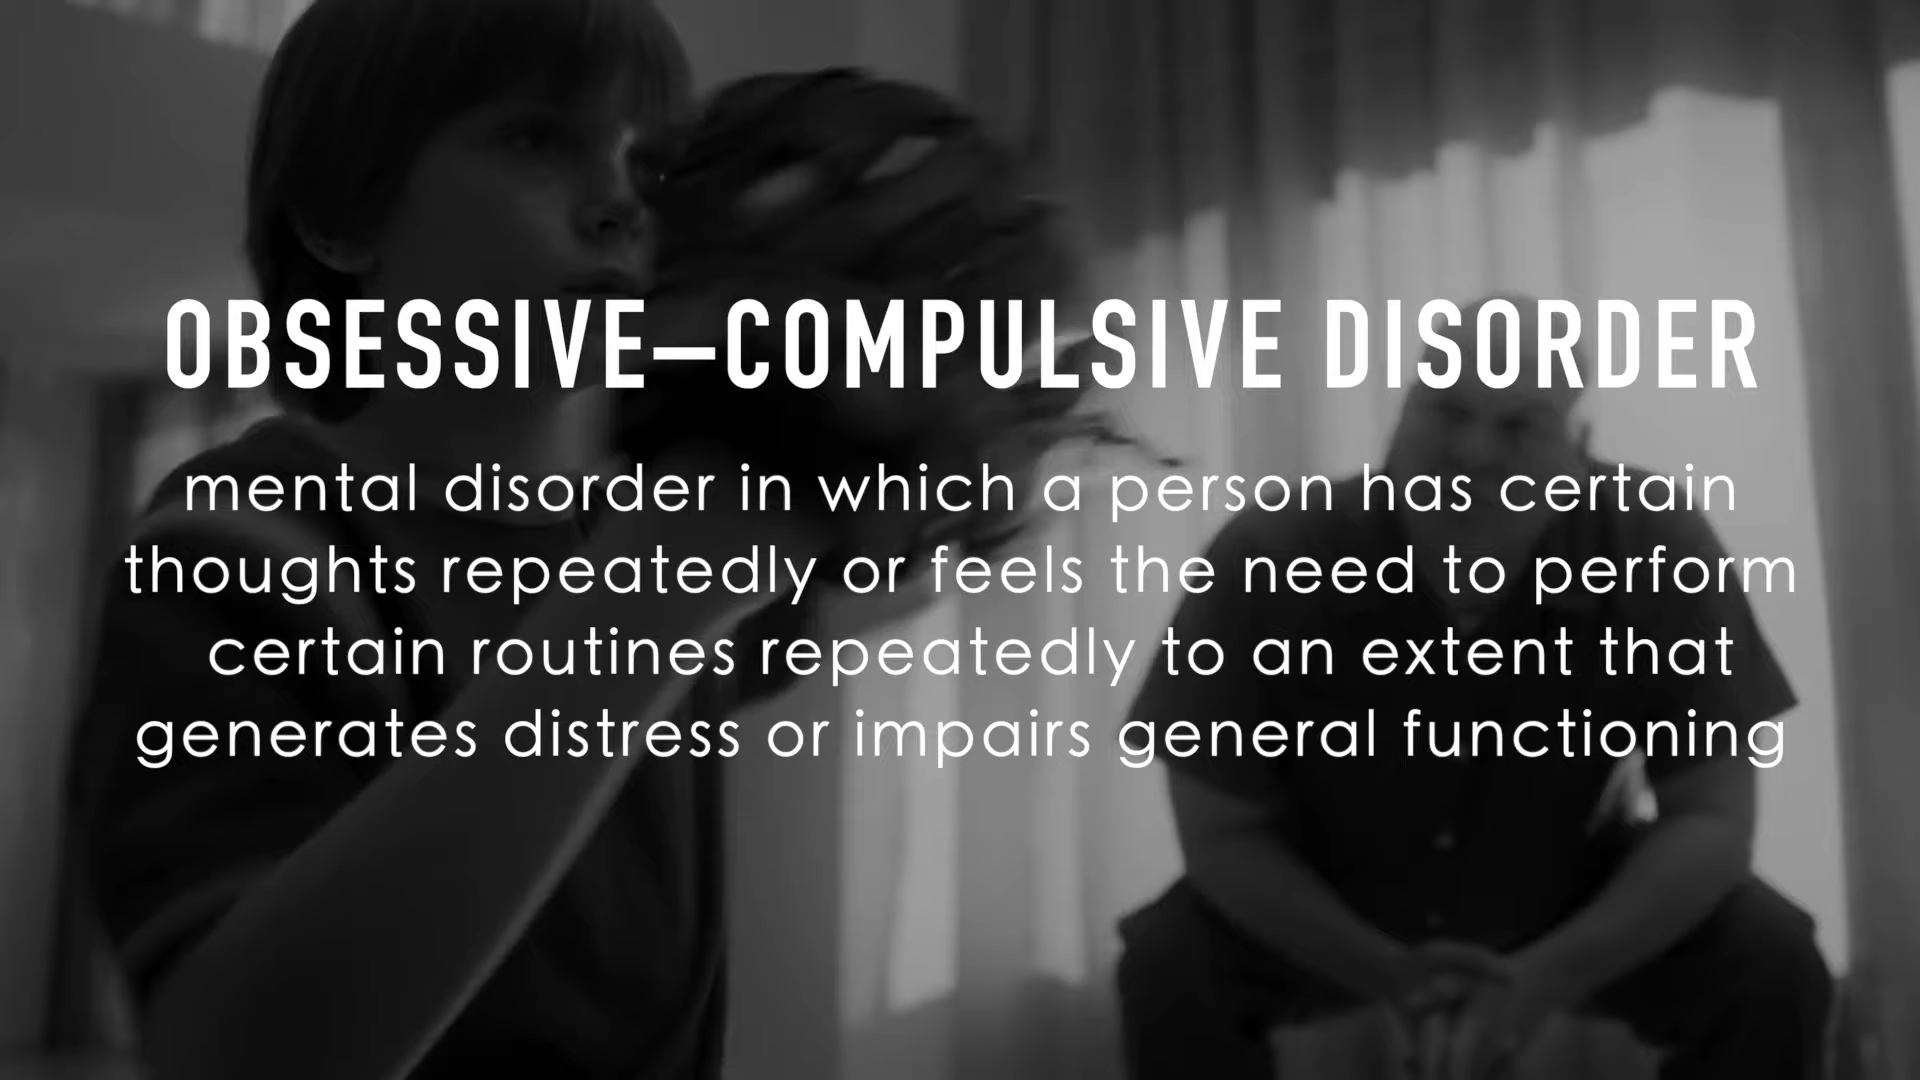 OBSESSIVE–COMPULSIVE DISORDER
mental disorder in which a person has certain
thoughts repeatedly or feels the need to perform
certain routines repeatedly to an extent that
generates distress or impairs general functioning